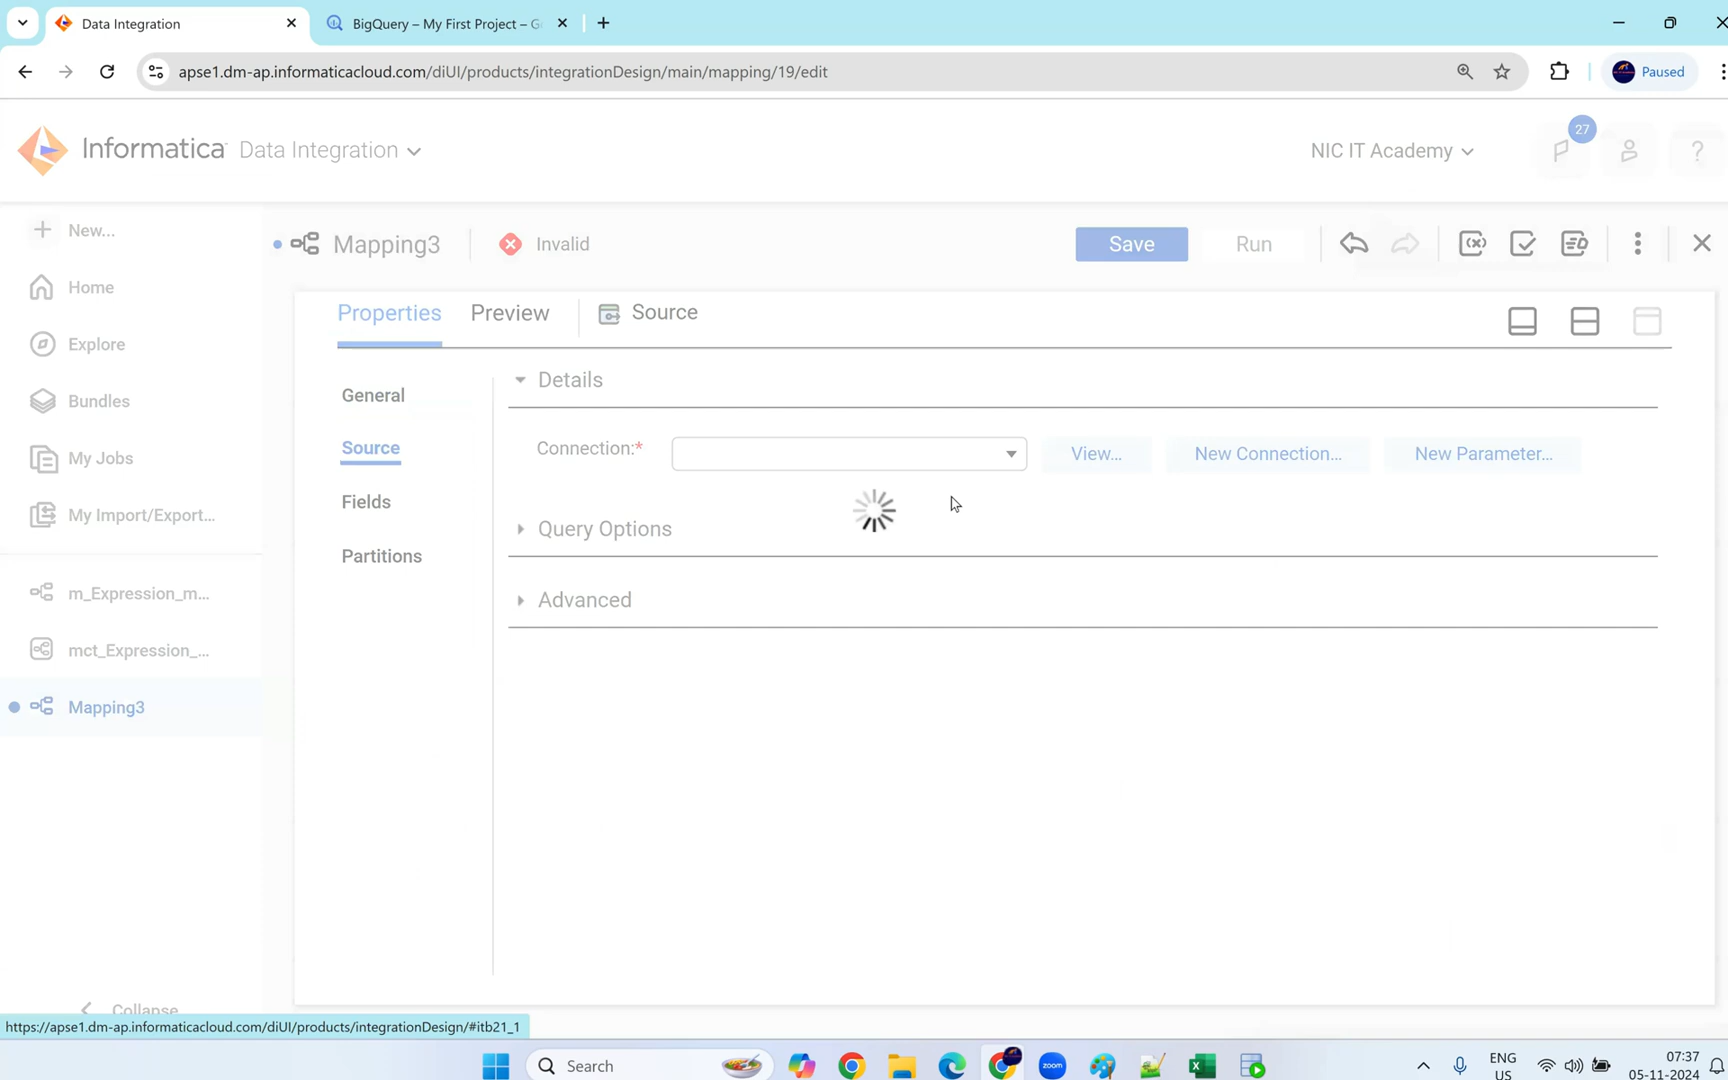 Data Integration
BigQuery – My First Project – G
apse1.dm-ap.informaticacloud.com/diUI/products/integrationDesign/main/mapping/19/edit
Paused
Informatica Data Integration
NIC IT Academy
27
?
New...
Home
Explore
Bundles
My Jobs
My Import/Export...
m_Expression_m...
mct_Expression_...
Mapping3
Collapse
Mapping3
Invalid
Save
Run
Properties
Preview
Source
General
Source
Fields
Partitions
Details
Connection:*
View...
New Connection...
New Parameter...
Query Options
Advanced
https://apse1.dm-ap.informaticacloud.com/diUI/products/integrationDesign/#itb21_1
Search
zoom
ENG
US
07:37
05-11-2024